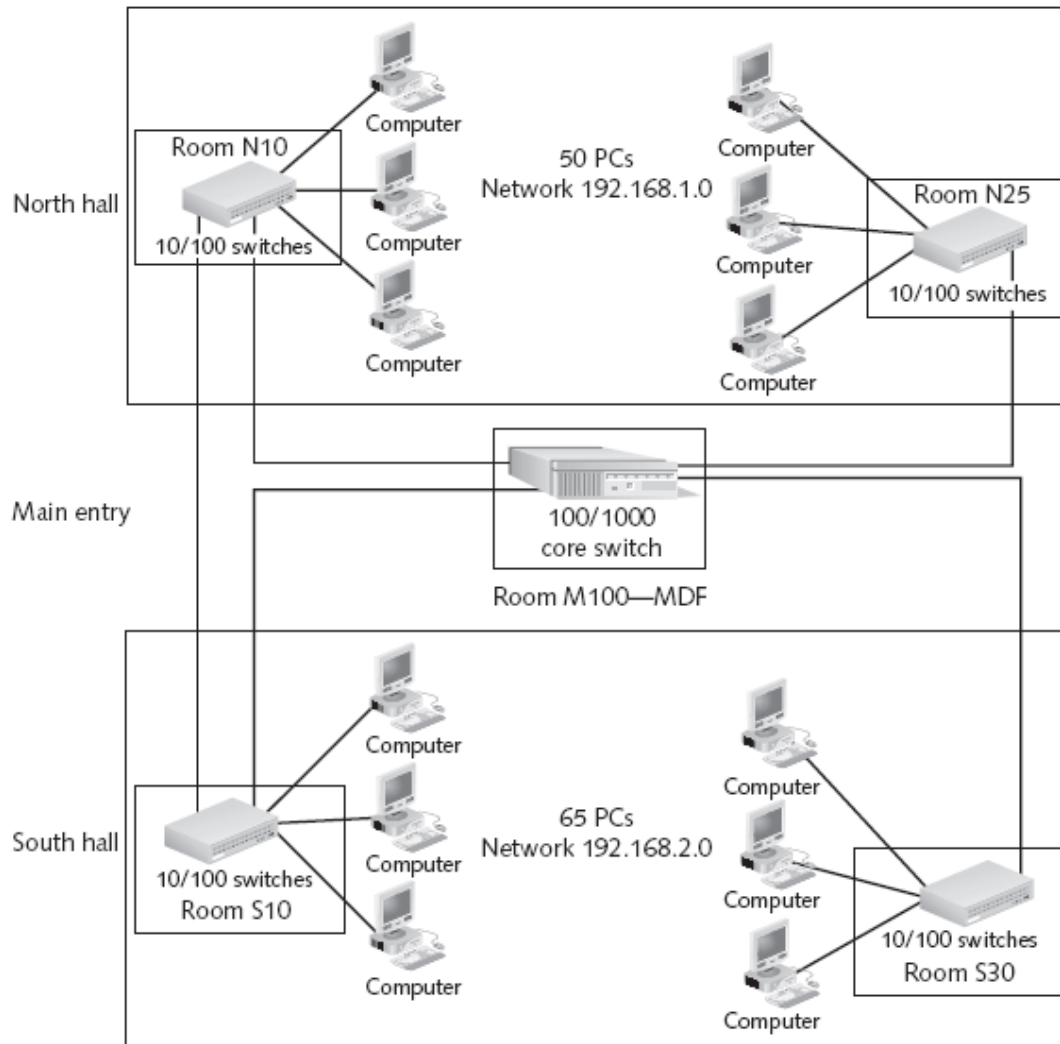 North hall
Room N10
10/100 switches
Computer
Computer
Computer
50 PCs
Network 192.168.1.0
Computer
Computer
Computer
Room N25
10/100 switches
Main entry
100/1000
core switch
Room M100—MDF
South hall
10/100 switches
Room S10
Computer
Computer
Computer
65 PCs
Network 192.168.2.0
Computer
Computer
Computer
10/100 switches
Room S30